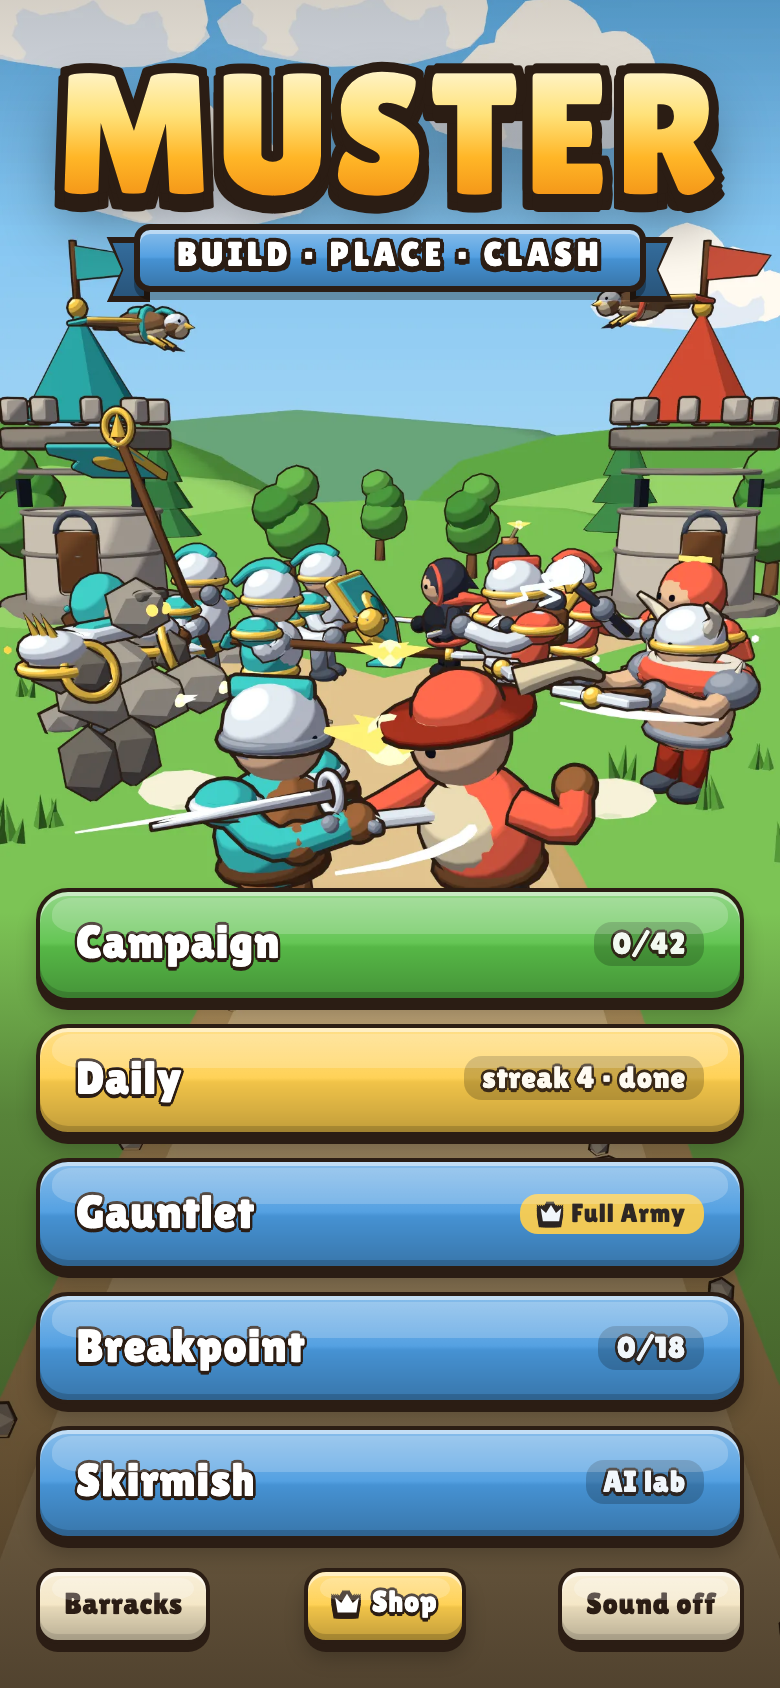 MUSTER
BUILD · PLACE · CLASH
Campaign 0/42
Daily streak 4 · done
Gauntlet Full Army
Breakpoint 0/18
Skirmish AI lab
Barracks Shop Sound off